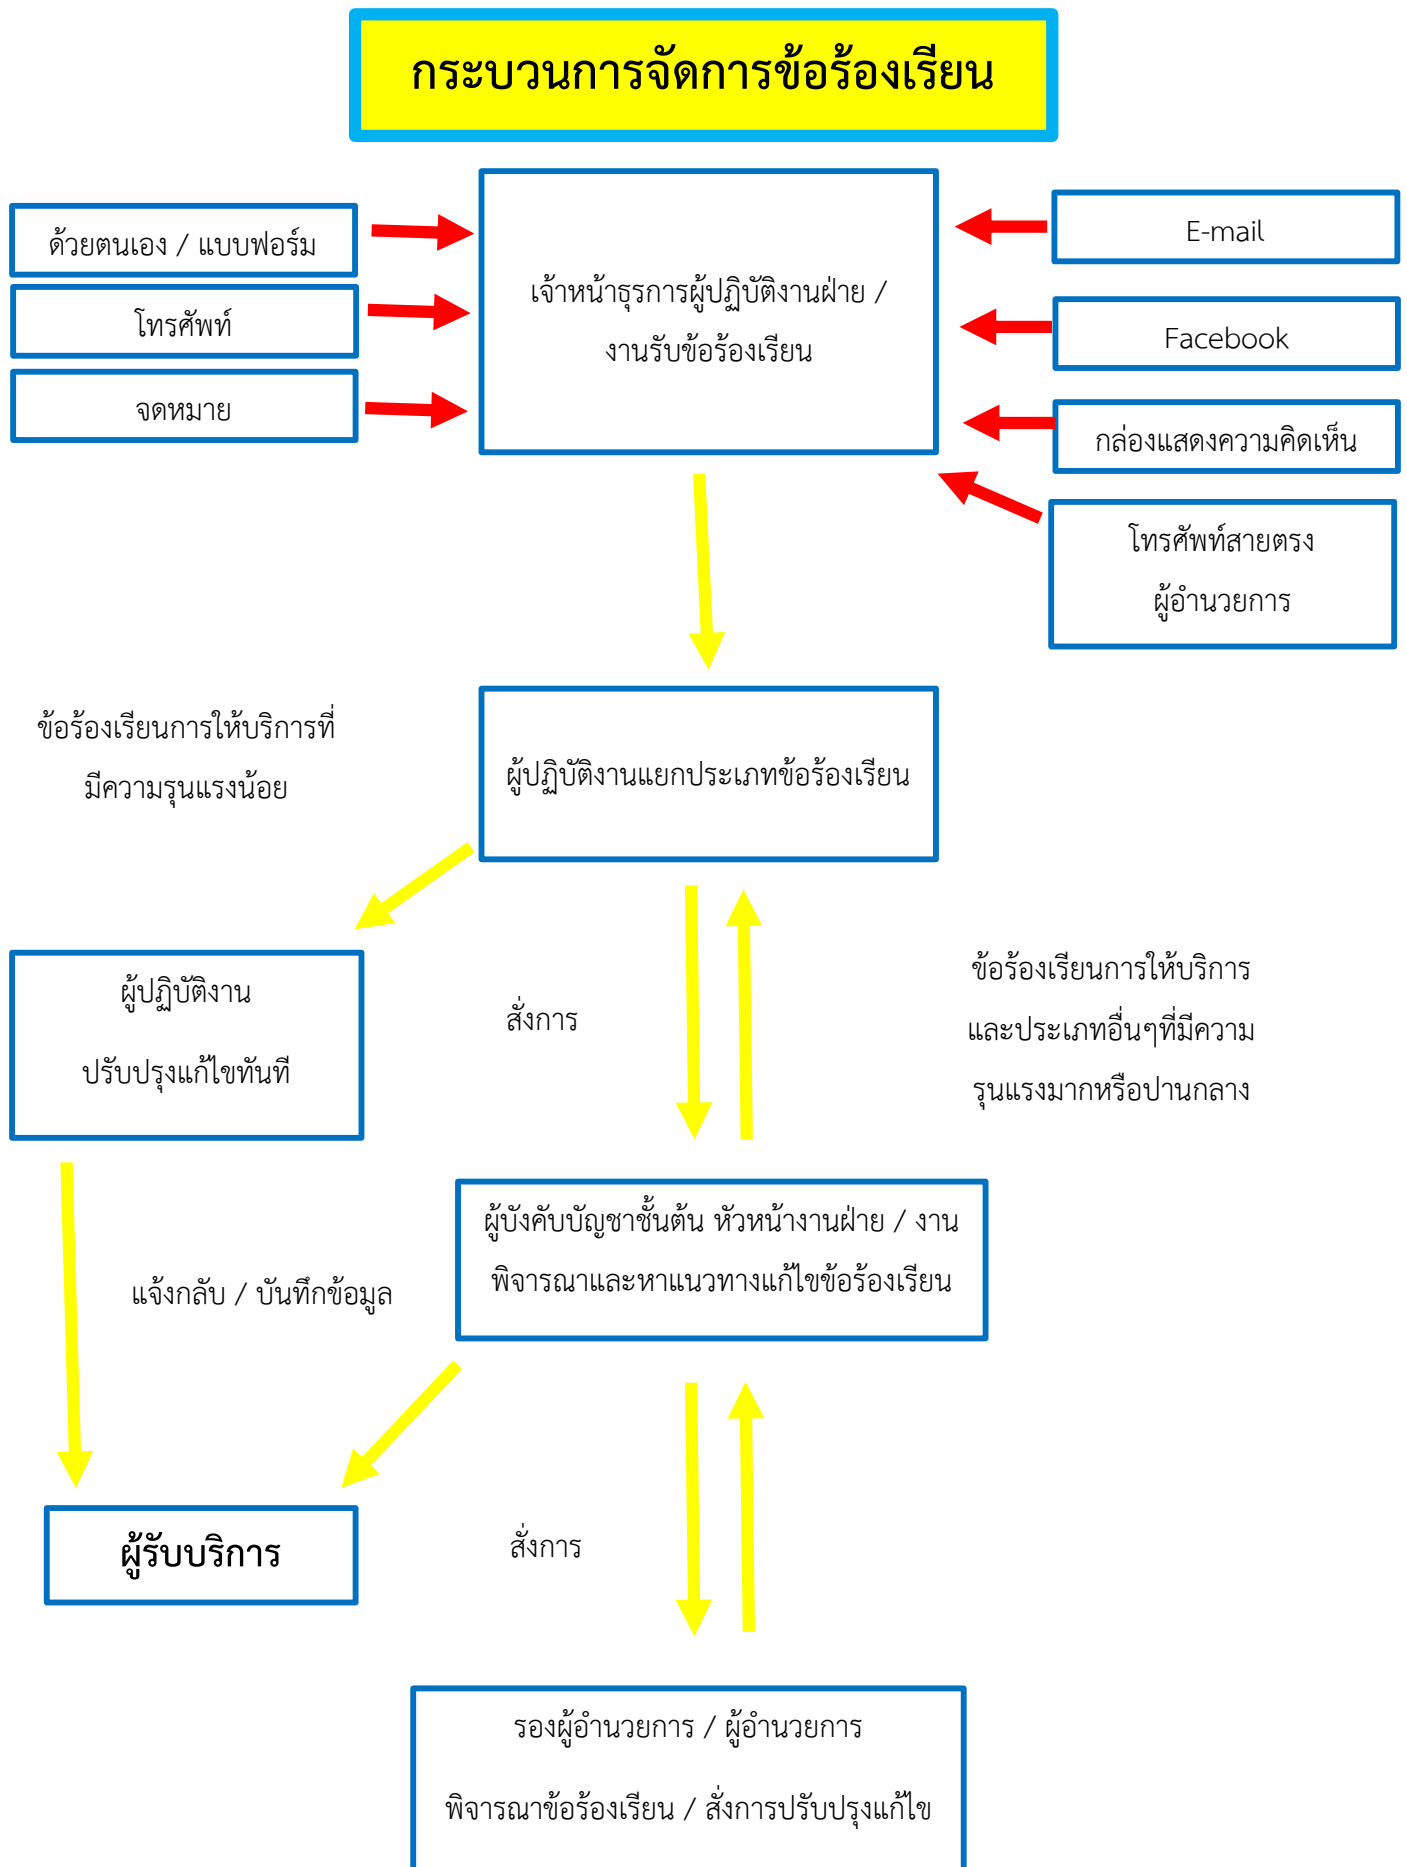 กระบวนการจัดการข้อร้องเรียน
ด้วยตนเอง / แบบฟอร์ม
โทรศัพท์
จดหมาย
เจ้าหน้าธุรการผู้ปฏิบัติงานฝ่าย /
งานรับข้อร้องเรียน
E-mail
Facebook
กล่องแสดงความคิดเห็น
โทรศัพท์สายตรง
ผู้อำนวยการ
ข้อร้องเรียนการให้บริการที่
มีความรุนแรงน้อย
ผู้ปฏิบัติงานแยกประเภทข้อร้องเรียน
ผู้ปฏิบัติงาน
ปรับปรุงแก้ไขทันที
สั่งการ
ข้อร้องเรียนการให้บริการ
และประเภทอื่นๆที่มีความ
รุนแรงมากหรือปานกลาง
ผู้บังคับบัญชาชั้นต้น หัวหน้างานฝ่าย / งาน
พิจารณาและหาแนวทางแก้ไขข้อร้องเรียน
แจ้งกลับ / บันทึกข้อมูล
ผู้รับบริการ
สั่งการ
รองผู้อำนวยการ / ผู้อำนวยการ
พิจารณาข้อร้องเรียน / สั่งการปรับปรุงแก้ไข